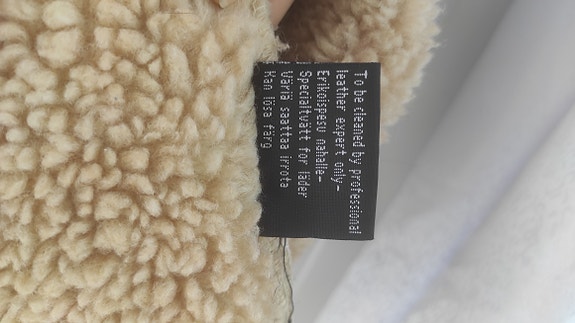 To be cleaned by professional
leather expert only-
Erikoispesu nahalle-
Specialtvätt för läder
Väriä saattaa irrota
Kan lösa färg